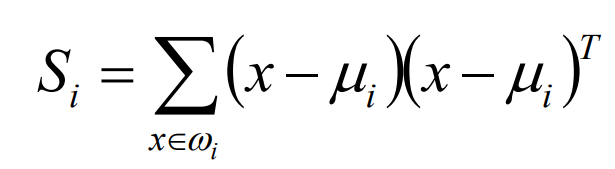 $S_i = \sum_{x \in \omega_i} (x - \mu_i)(x - \mu_i)^T$